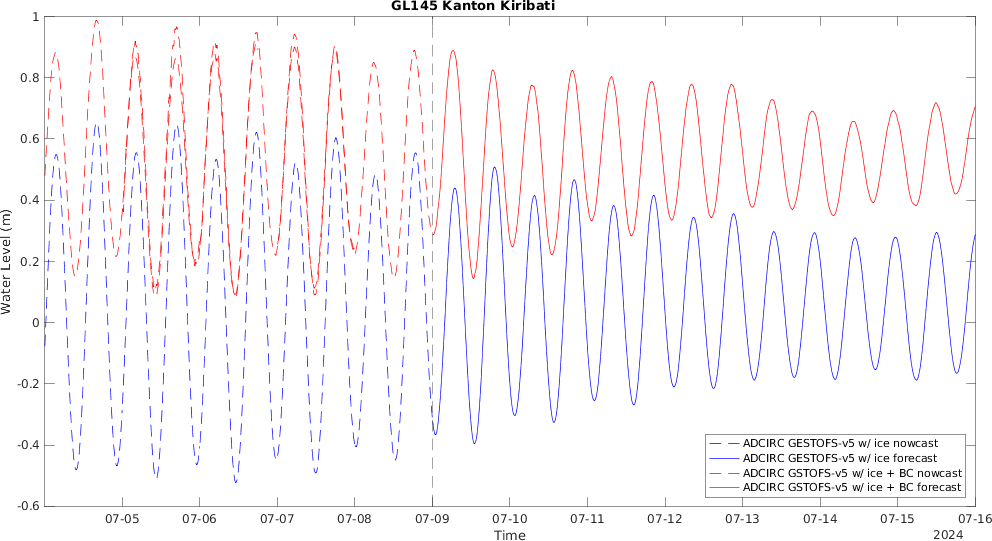 GL145 Kanton Kiribati
Water Level (m)
1
0.8
0.6
0.4
0.2
0
-0.2
-0.4
-0.6
07-05 07-06 07-07 07-08 07-09 07-10 07-11 07-12 07-13 07-14 07-15 07-16
Time
2024
ADCIRC GESTOFS-v5 w/ ice nowcast
ADCIRC GESTOFS-v5 w/ ice forecast
ADCIRC GSTOFS-v5 w/ ice + BC nowcast
ADCIRC GSTOFS-v5 w/ ice + BC forecast